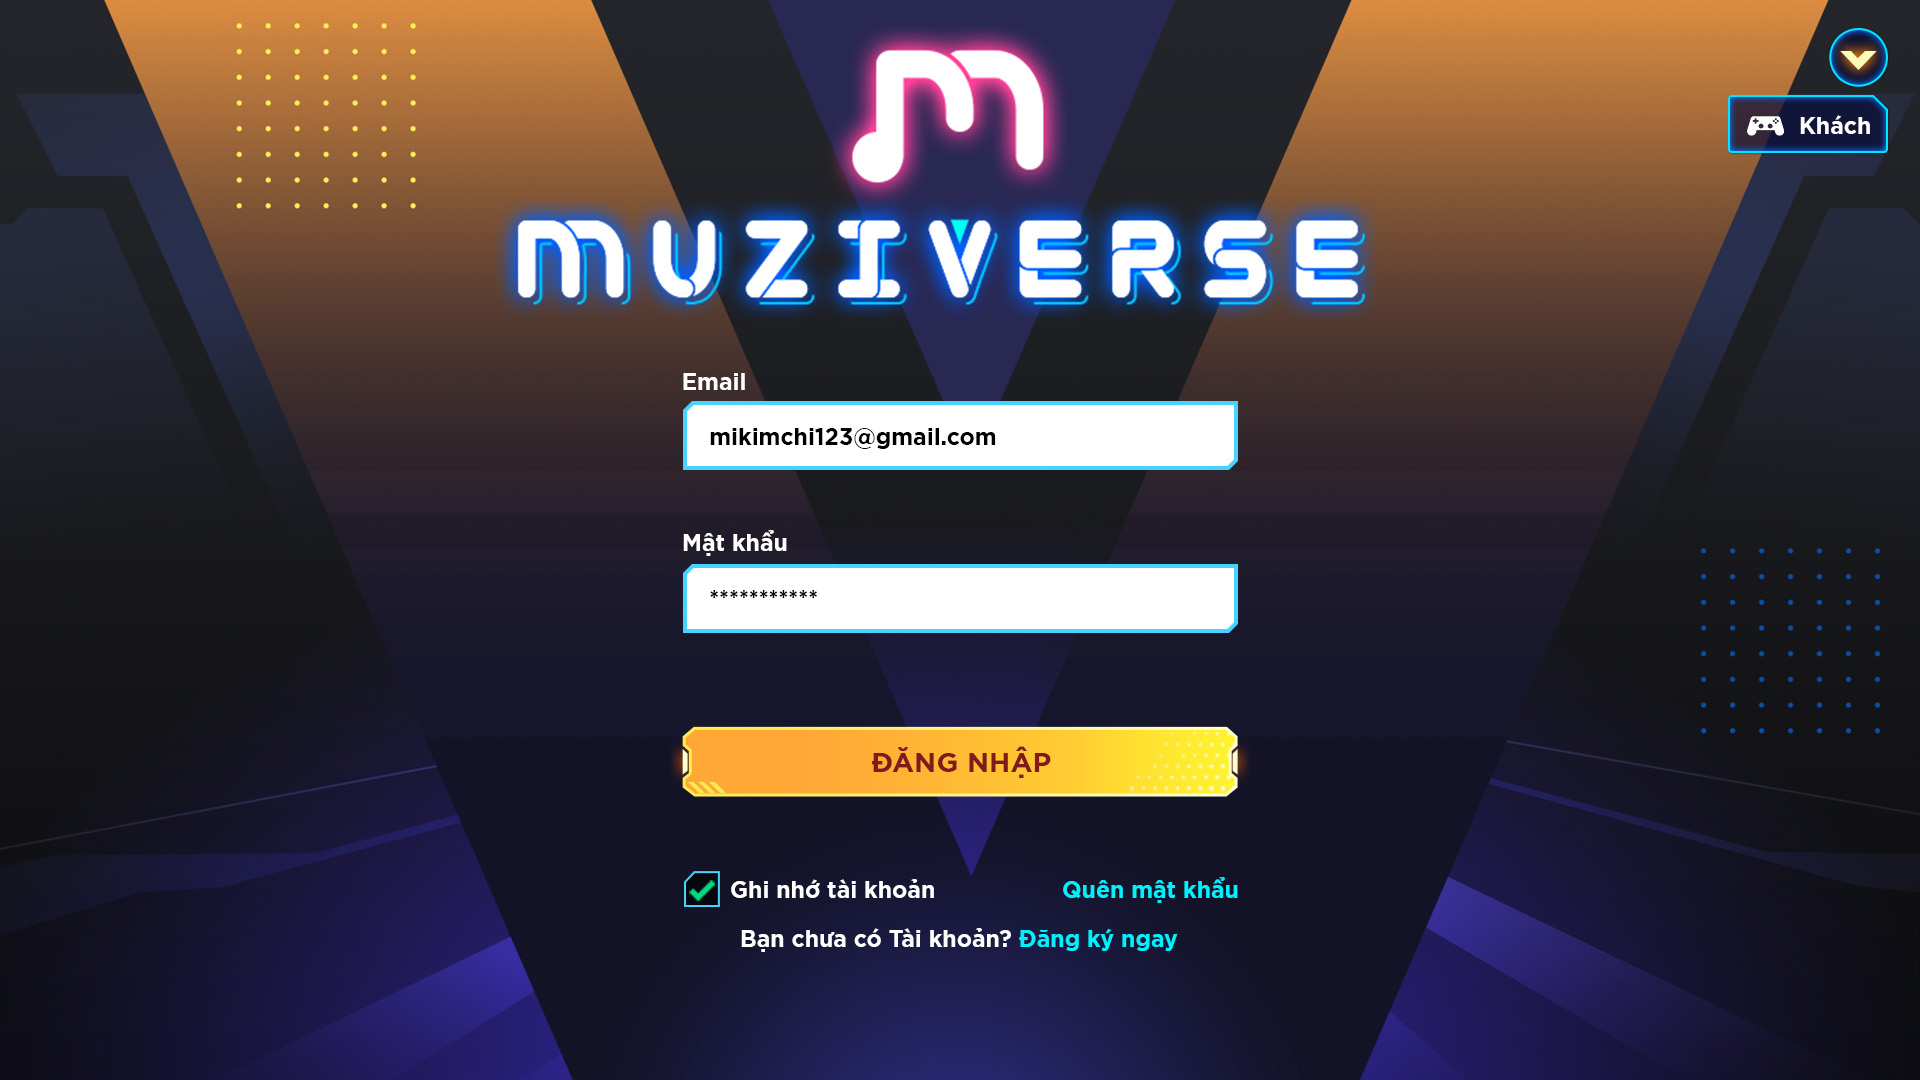 MUZIVERSE
Khách
Email
mikimchi123@gmail.com
Mật khẩu
***********
ĐĂNG NHẬP
Ghi nhớ tài khoản
Quên mật khẩu
Bạn chưa có Tài khoản? Đăng ký ngay